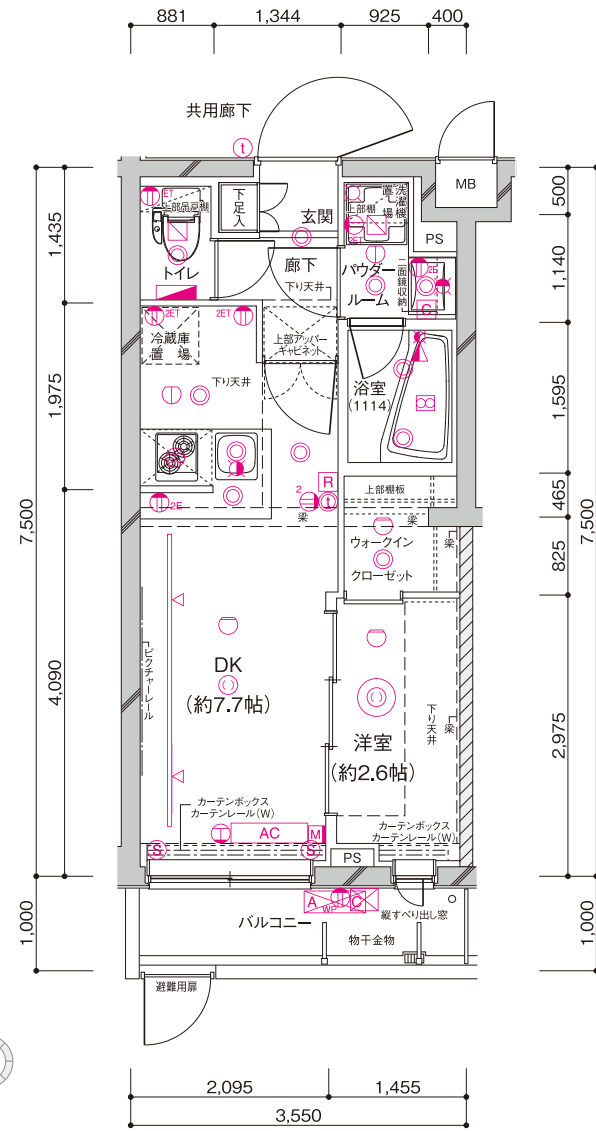 881
1,344
925
400
共用廊下
t
MB
7,500
1,435
1,975
4,090
1,000
500
1,140
1,595
465
825
2,975
7,500
1,000
ET
上部吊戸棚
トイレ
下足入
玄関
廊下
下り天井
洗濯機
置場
上部棚
2ET
パウダー
ルーム
二面鏡収納
PS
2E
C
2ET
2ET
冷蔵庫
置場
上部アッパー
キャビネット
下り天井
浴室
(1114)
2E
2
R
t
梁
上部棚板
梁
梁
ウォークイン
クローゼット
ピクチャーレール
DK
(約7.7帖)
洋室
(約2.6帖)
下り天井
梁
カーテンボックス
カーテンレール(W)
カーテンボックス
カーテンレール(W)
AC
M
S
S
PS
バルコニー
A
WP
C
縦すべり出し窓
物干金物
避難用扉
2,095
1,455
3,550